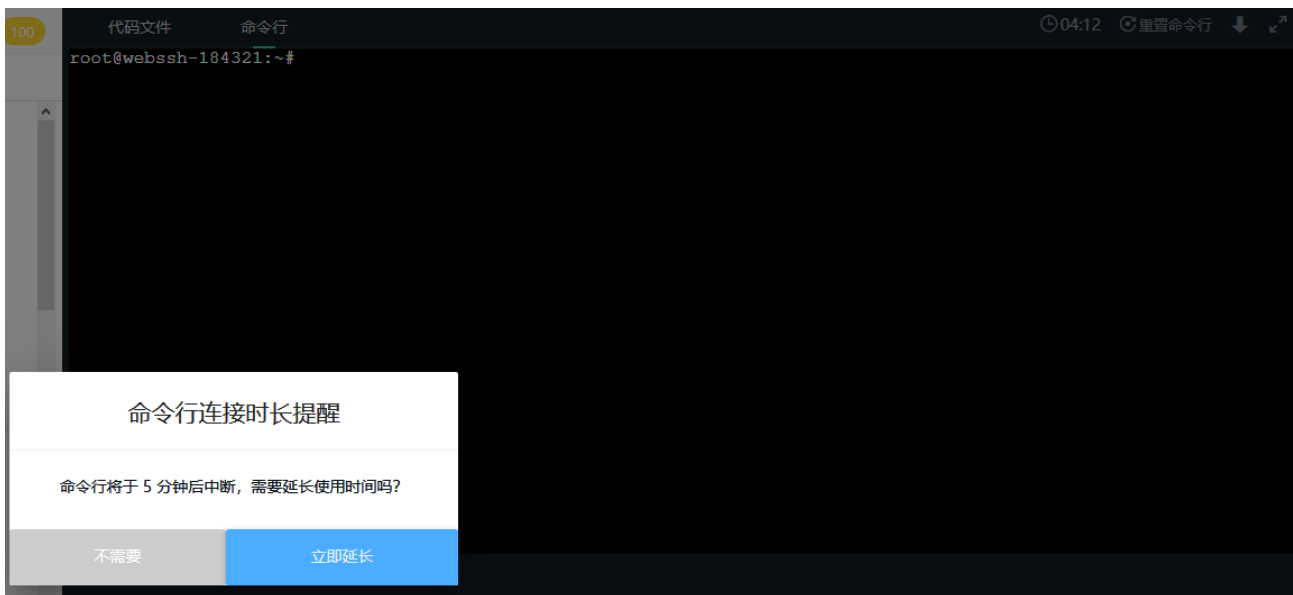 100
代码文件 命令行 04:12 重置命令行
root@webssh-184321:~#
命令行连接时长提醒
命令行将于 5 分钟后中断，需要延长使用时间吗？
不需要 立即延长